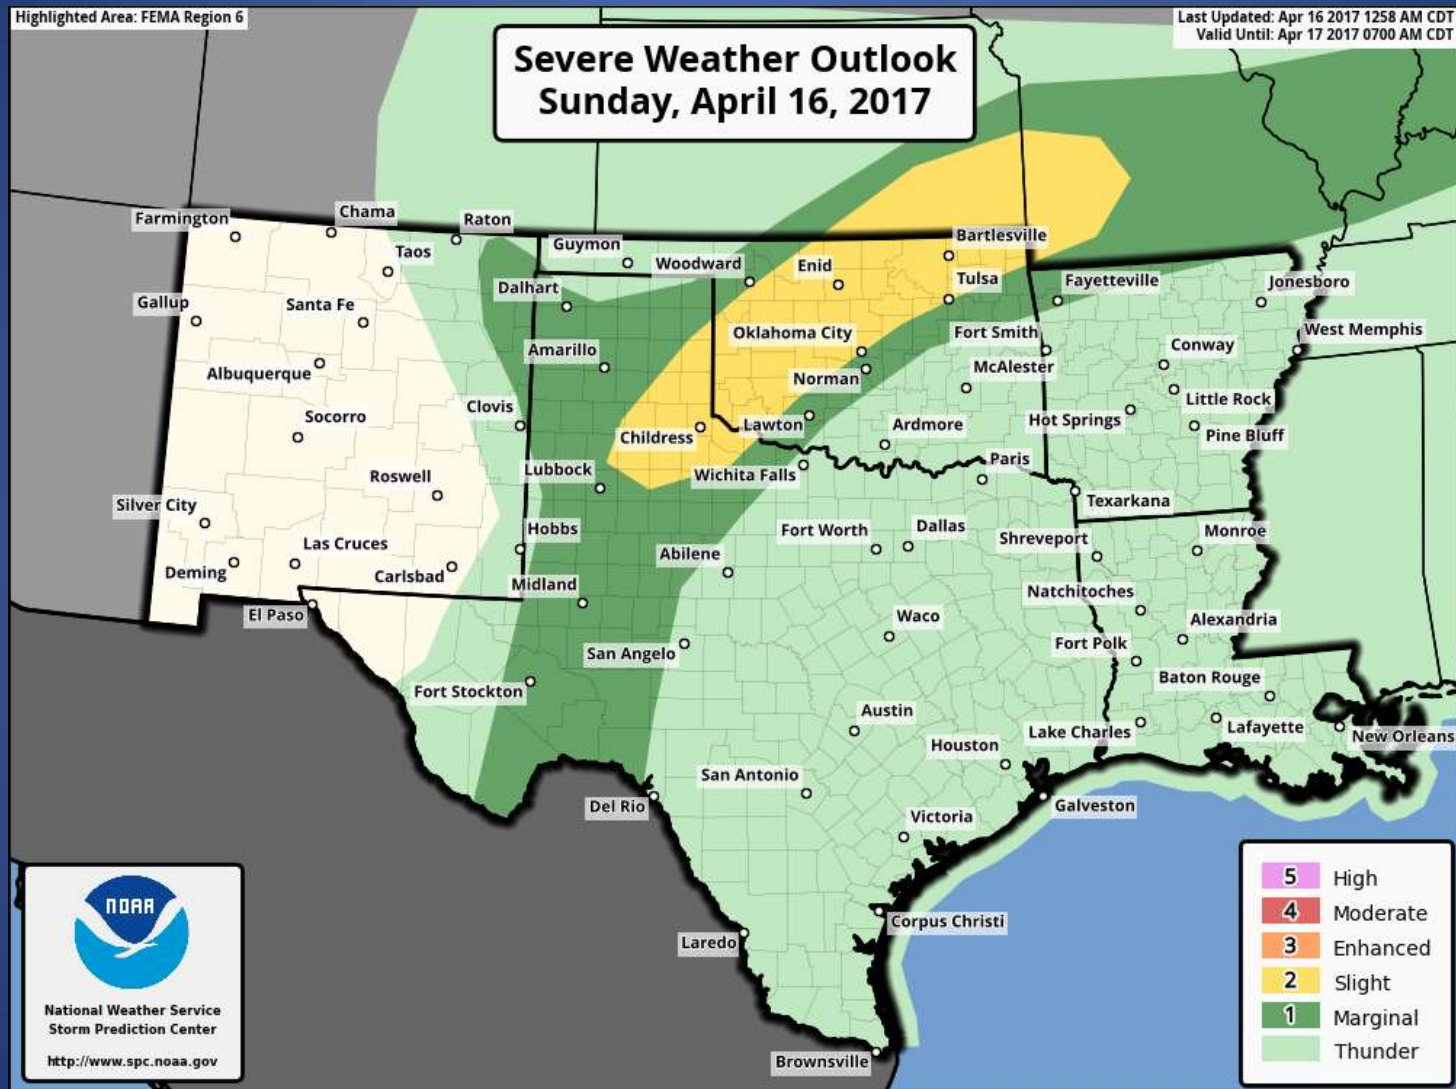 Highlighted Area: FEMA Region 6
Last Updated: Apr 16 2017 1258 AM CDT
Valid Until: Apr 17 2017 0700 AM CDT
Severe Weather Outlook
Sunday, April 16, 2017
Farmington
Chama
Raton
Taos
Guymon
Woodward
Enid
Bartlesville
Gallup
Santa Fe
Dalhart
Tulsa
Fayetteville
Jonesboro
Albuquerque
Amarillo
Oklahoma City
Fort Smith
Conway
West Memphis
Norman
McAlester
Socorro
Clovis
Childress
Lawton
Ardmore
Hot Springs
Little Rock
Pine Bluff
Roswell
Lubbock
Wichita Falls
Paris
Silver City
Texarkana
Las Cruces
Hobbs
Abilene
Fort Worth
Dallas
Shreveport
Monroe
Deming
Carlsbad
Midland
Natchitoches
El Paso
San Angelo
Waco
Fort Polk
Alexandria
Fort Stockton
Baton Rouge
Austin
Houston
Lake Charles
Lafayette
New Orleans
San Antonio
Del Rio
Victoria
Galveston
Corpus Christi
Laredo
Brownsville
NOAA
National Weather Service
Storm Prediction Center
http://www.spc.noaa.gov
5 High
4 Moderate
3 Enhanced
2 Slight
1 Marginal
Thunder